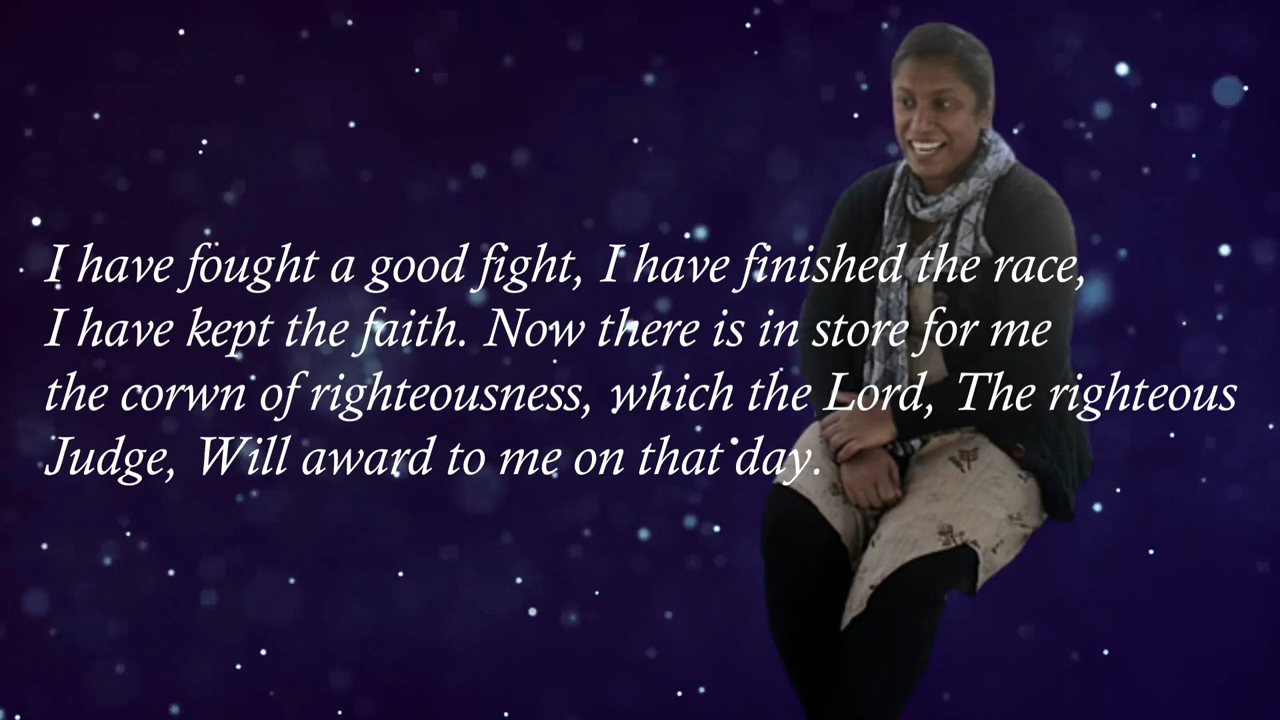 I have fought a good fight, I have finished the race,
I have kept the faith. Now there is in store for me
the corwn of righteousness, which the Lord, The righteous
Judge, Will award to me on that day.